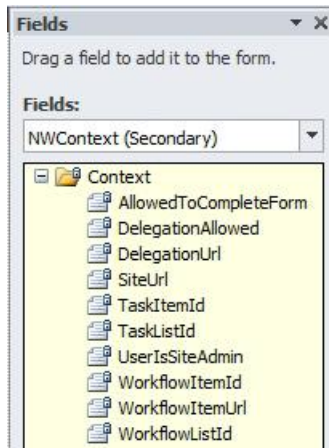 Fields
Drag a field to add it to the form.
Fields:
NWContext (Secondary)
Context
AllowedToCompleteForm
DelegationAllowed
DelegationUrl
SiteUrl
TaskItemId
TaskListId
UserIsSiteAdmin
WorkflowItemId
WorkflowItemUrl
WorkflowListId